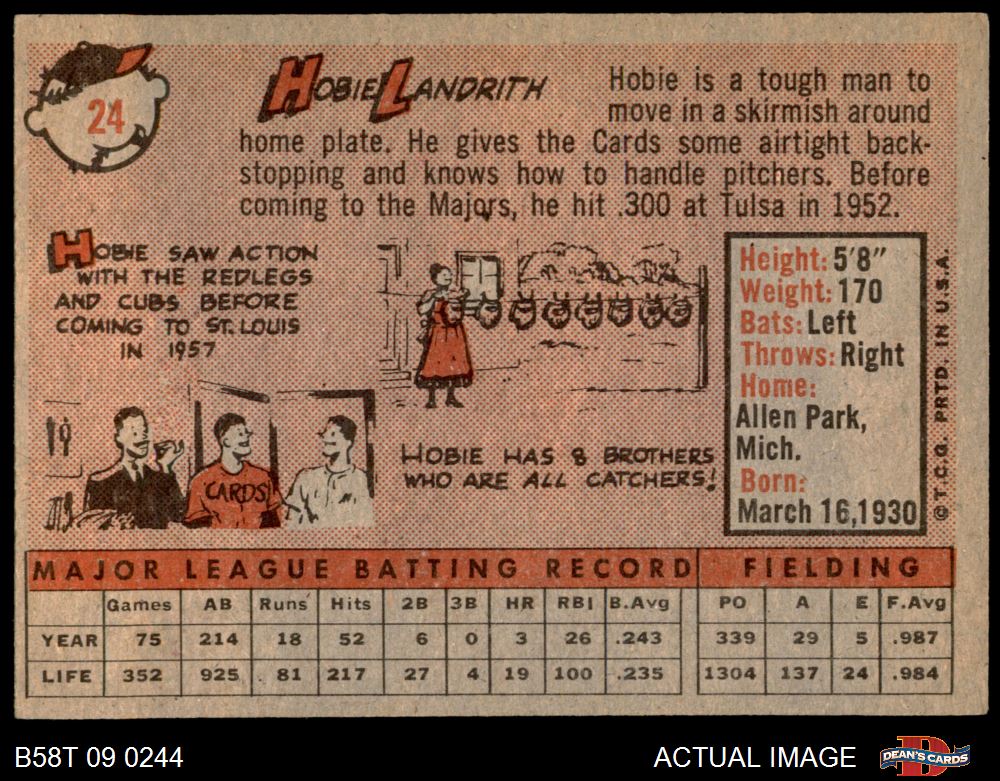 24
HOBIE LANDRITH
Hobie is a tough man to
move in a skirmish around
home plate. He gives the Cards some airtight back-
stopping and knows how to handle pitchers. Before
coming to the Majors, he hit .300 at Tulsa in 1952.
HOBIE SAW ACTION
WITH THE REDLEGS
AND CUBS BEFORE
COMING TO ST. LOUIS
IN 1957
CARDS
HOBIE HAS 8 BROTHERS
WHO ARE ALL CATCHERS!
Height: 5'8"
Weight: 170
Bats: Left
Throws: Right
Home:
Allen Park,
Mich.
Born:
March 16,1930
©T.C.G. PRTD. IN U.S.A.
MAJOR LEAGUE BATTING RECORD FIELDING
Games AB Runs Hits 2B 3B HR RBI B.Avg PO A E F.Avg
YEAR 75 214 18 52 6 0 3 26 .243 339 29 5 .987
LIFE 352 925 81 217 27 4 19 100 .235 1304 137 24 .984
B58T 09 0244 ACTUAL IMAGE DEAN'S CARDS